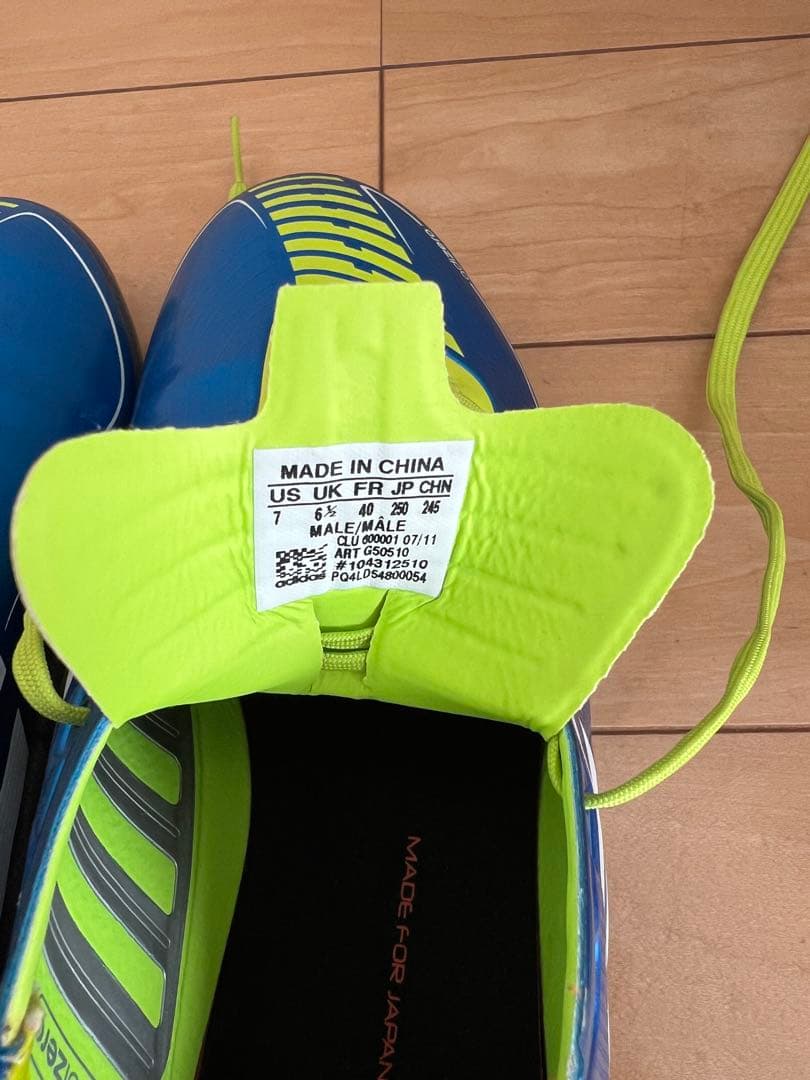 MADE IN CHINA
US UK FR JP CHN
7 6½ 40 250 245
MALE/MÂLE
CLU 600001 07/11
ART G50510
#104312510
adidas PQ4LD54800054
MADE FOR JAPAN